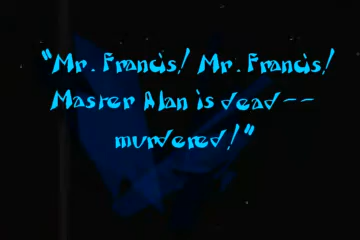 "Mr. Francis! Mr. Francis!
Master Alan is dead--
murdered!"